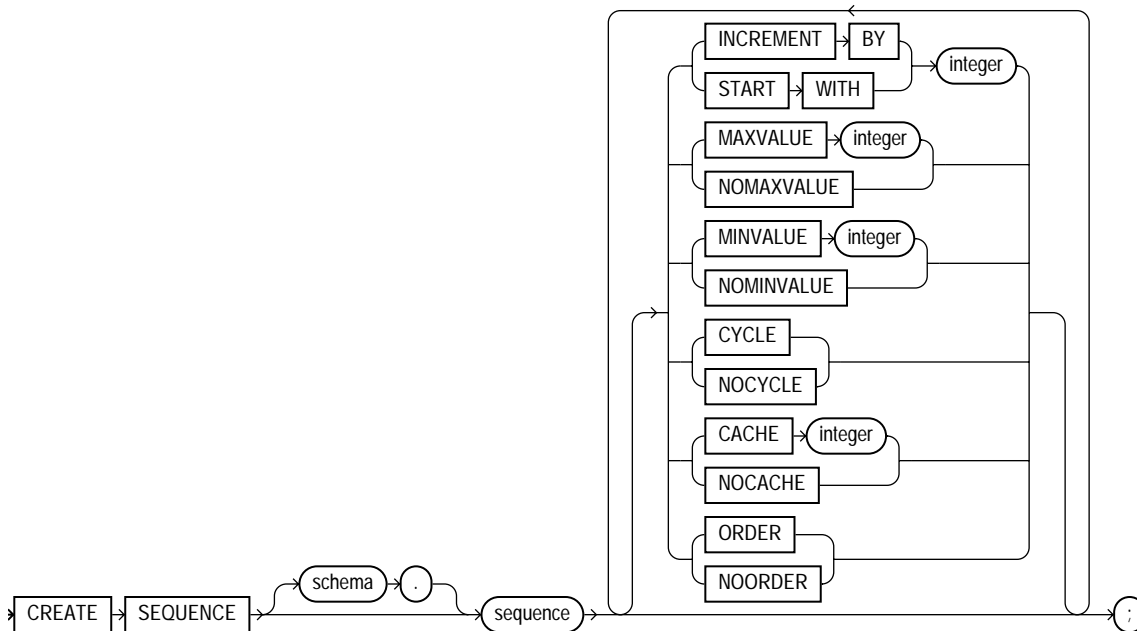 INCREMENT BY
integer
START WITH
MAXVALUE integer
NOMAXVALUE
MINVALUE integer
NOMINVALUE
CYCLE
NOCYCLE
CACHE integer
NOCACHE
ORDER
NOORDER
schema .
CREATE SEQUENCE sequence ;